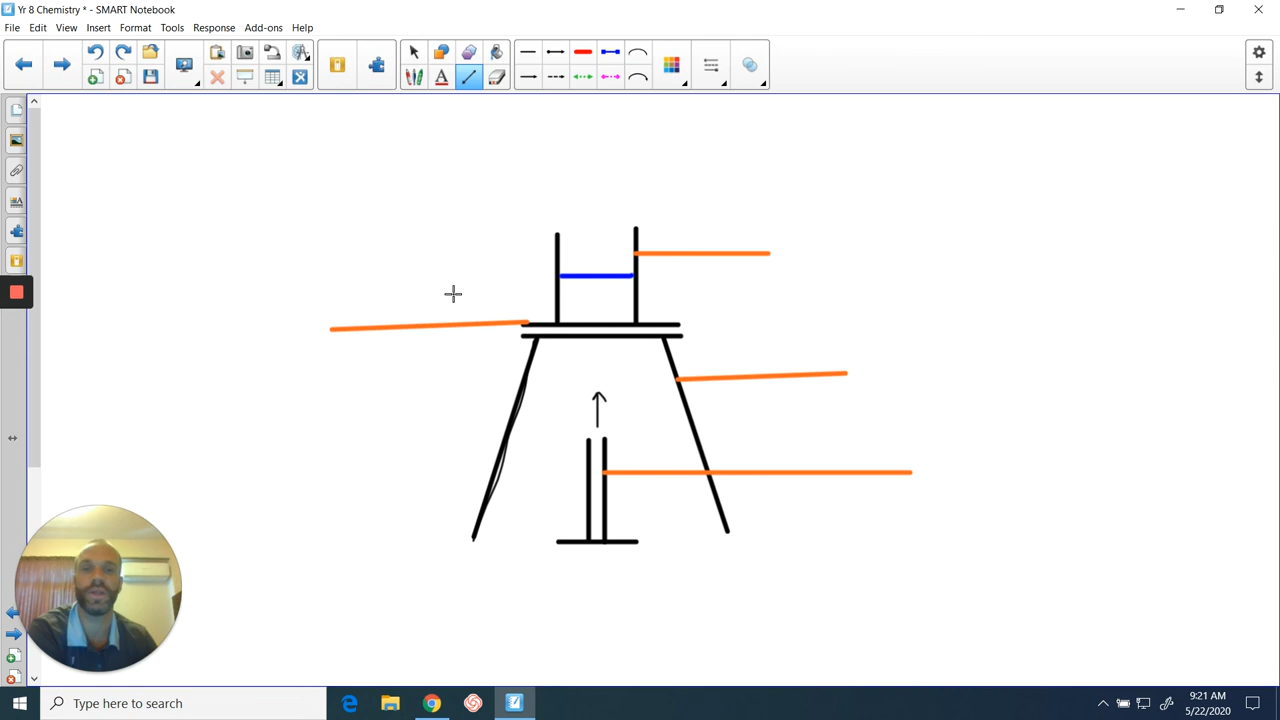 Yr 8 Chemistry * - SMART Notebook
File Edit View Insert Format Tools Response Add-ons Help
A
Type here to search
9:21 AM
5/22/2020